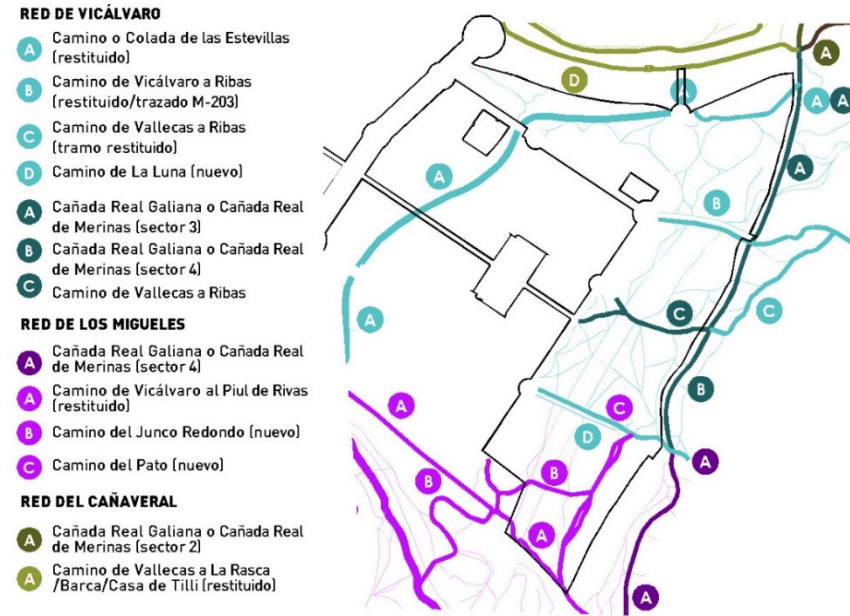 RED DE VICÁLVARO
A Camino o Colada de las Estevillas
(restituido)
B Camino de Vicálvaro a Ribas
(restituido/trazado M-203)
C Camino de Vallecas a Ribas
(tramo restituido)
D Camino de La Luna (nuevo)
A Cañada Real Galiana o Cañada Real
de Merinas (sector 3)
B Cañada Real Galiana o Cañada Real
de Merinas (sector 4)
C Camino de Vallecas a Ribas
RED DE LOS MIGUELES
A Cañada Real Galiana o Cañada Real
de Merinas (sector 4)
A Camino de Vicálvaro al Piul de Rivas
(restituido)
B Camino del Junco Redondo (nuevo)
C Camino del Pato (nuevo)
RED DEL CAÑAVERAL
A Cañada Real Galiana o Cañada Real
de Merinas (sector 2)
A Camino de Vallecas a La Rasca
/Barca/Casa de Tilli (restituido)
A
D
A
A A
A
A
B
A
C
C
B
A
C
D
A
B
B
A
A